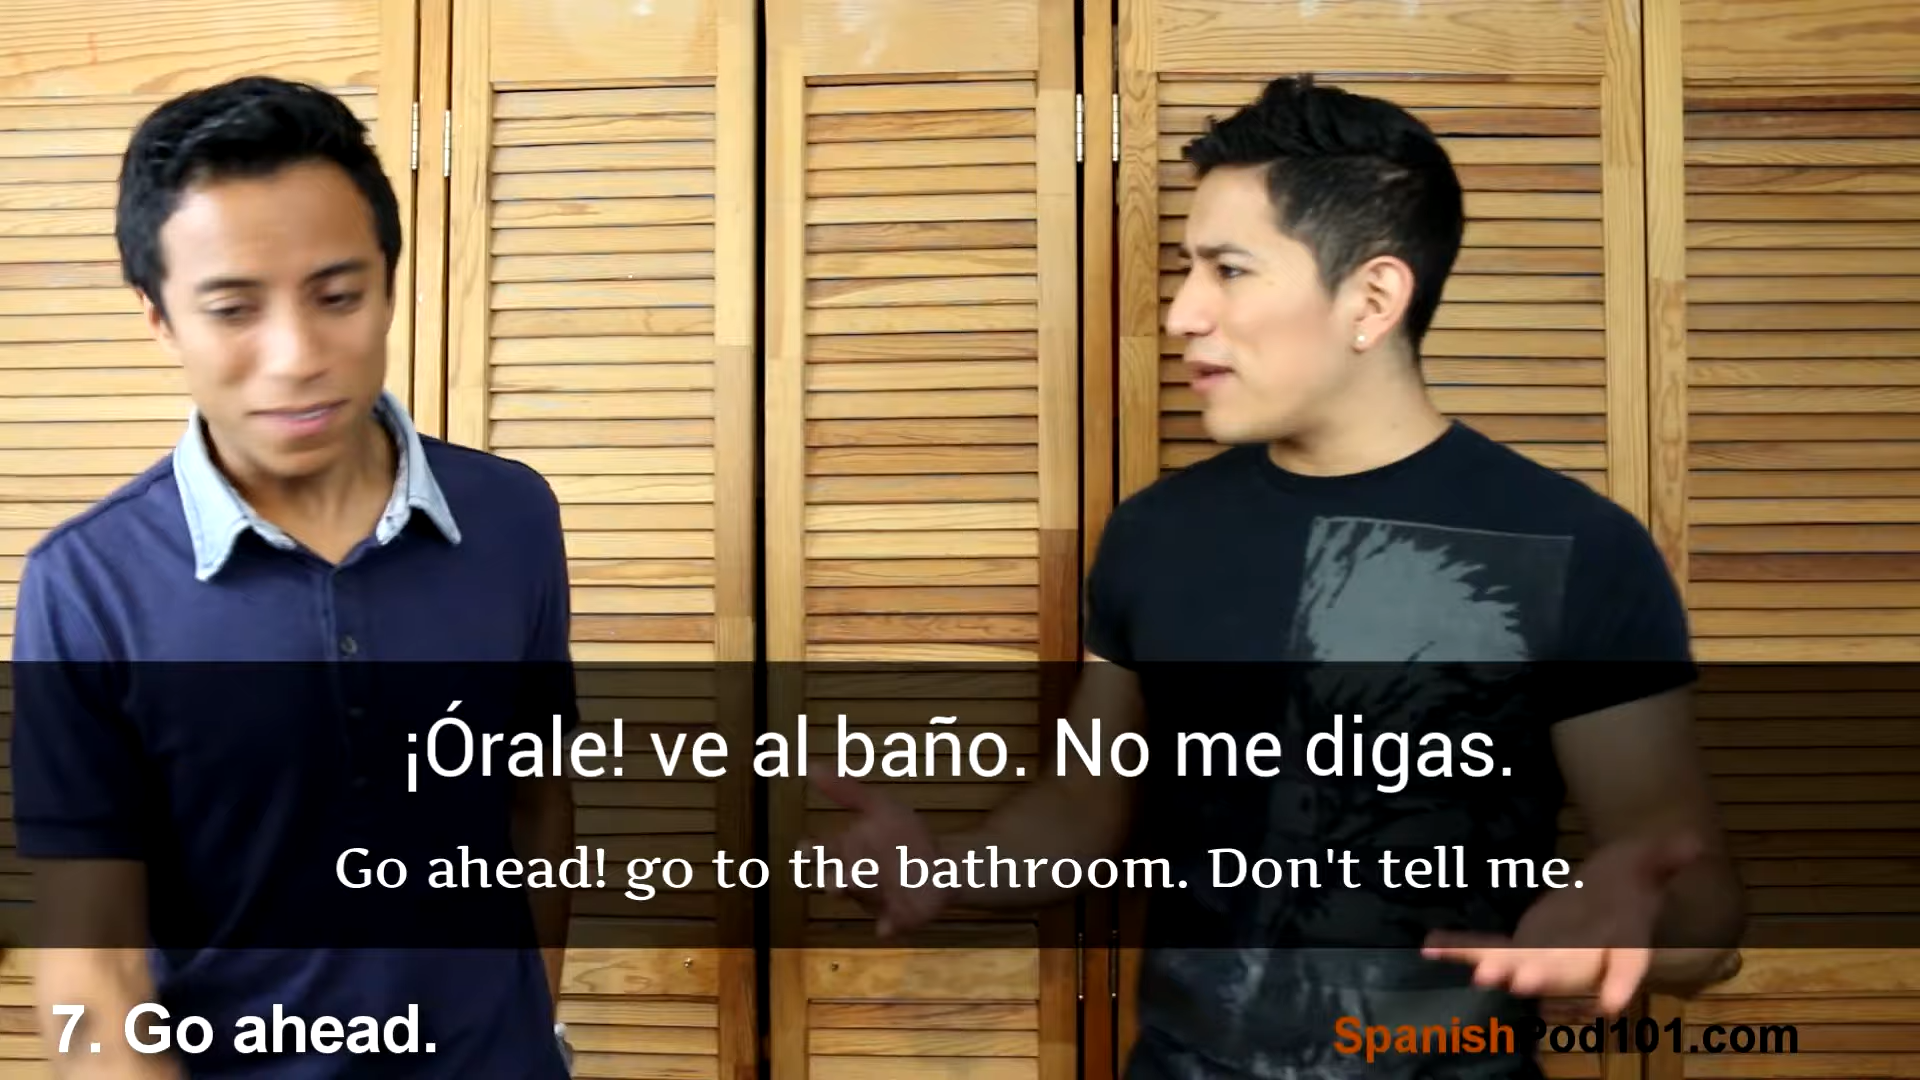 ¡Órale! ve al baño. No me digas.
Go ahead! go to the bathroom. Don't tell me.
7. Go ahead.
SpanishPod101.com